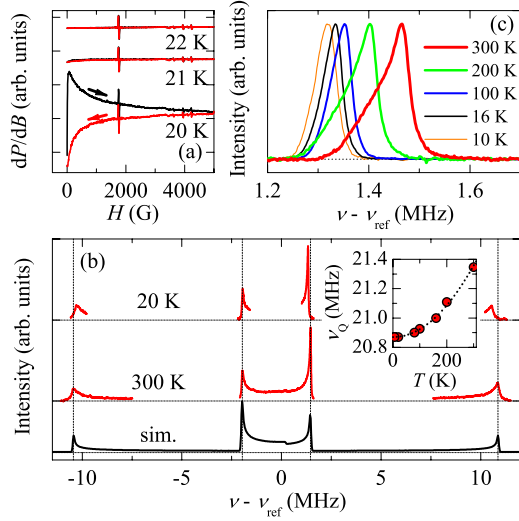 dP/dB (arb. units)
22 K
21 K
20 K
(a)
0
2000
4000
H (G)
Intensity (arb. units)
(c)
300 K
200 K
100 K
16 K
10 K
1.2
1.4
1.6
ν - ν_ref (MHz)
Intensity (arb. units)
(b)
20 K
300 K
sim.
-10
-5
0
5
10
ν - ν_ref (MHz)
ν_Q (MHz)
21.4
21.2
21.0
20.8
0
200
T (K)